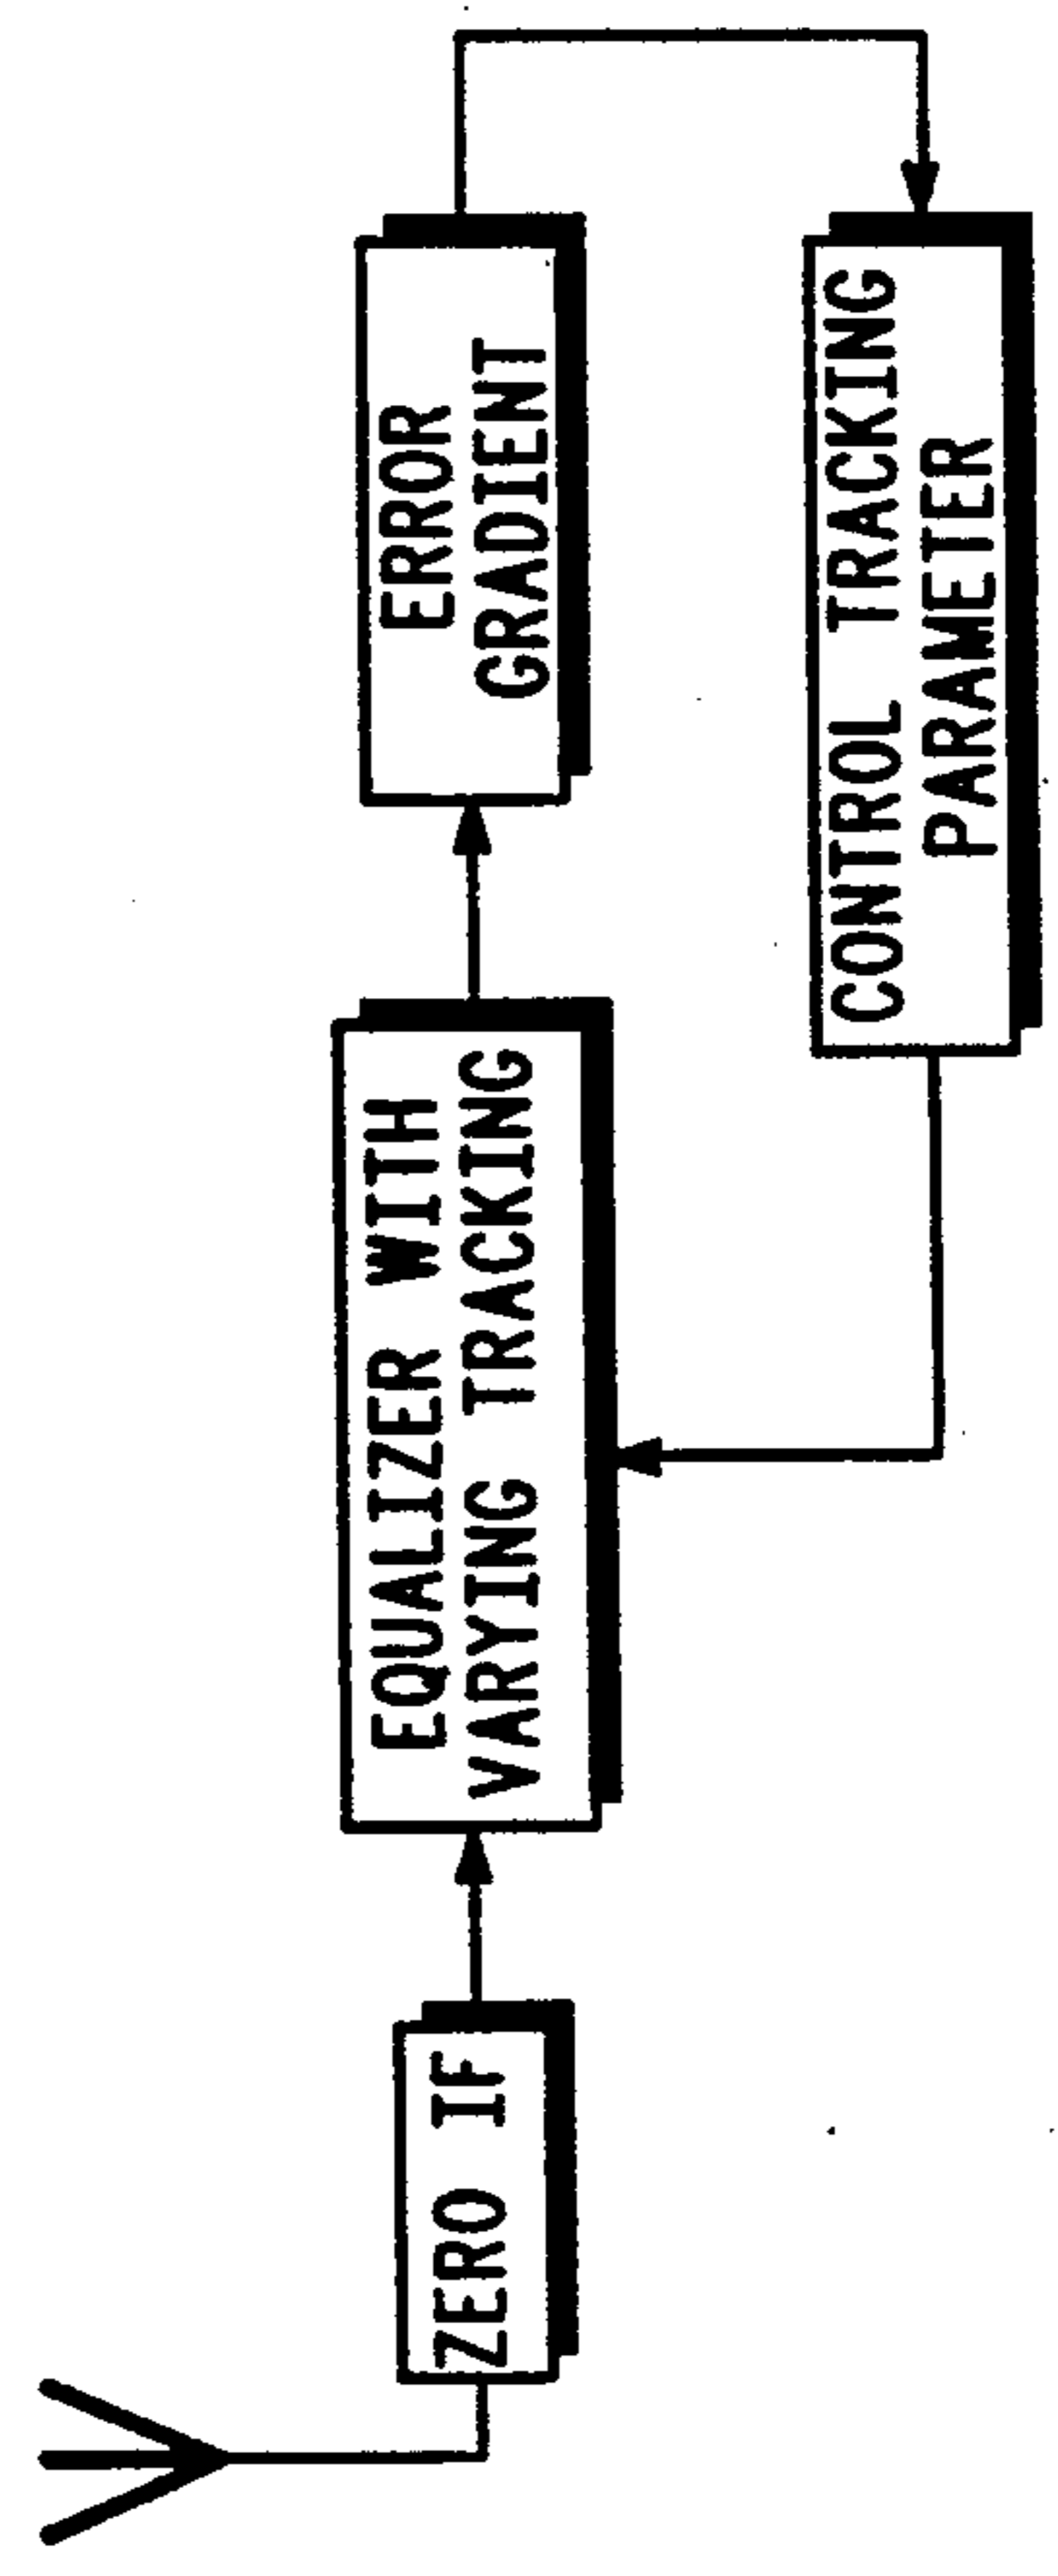 ZERO IF
EQUALIZER WITH
VARYING TRACKING
ERROR
GRADIENT
CONTROL TRACKING
PARAMETER